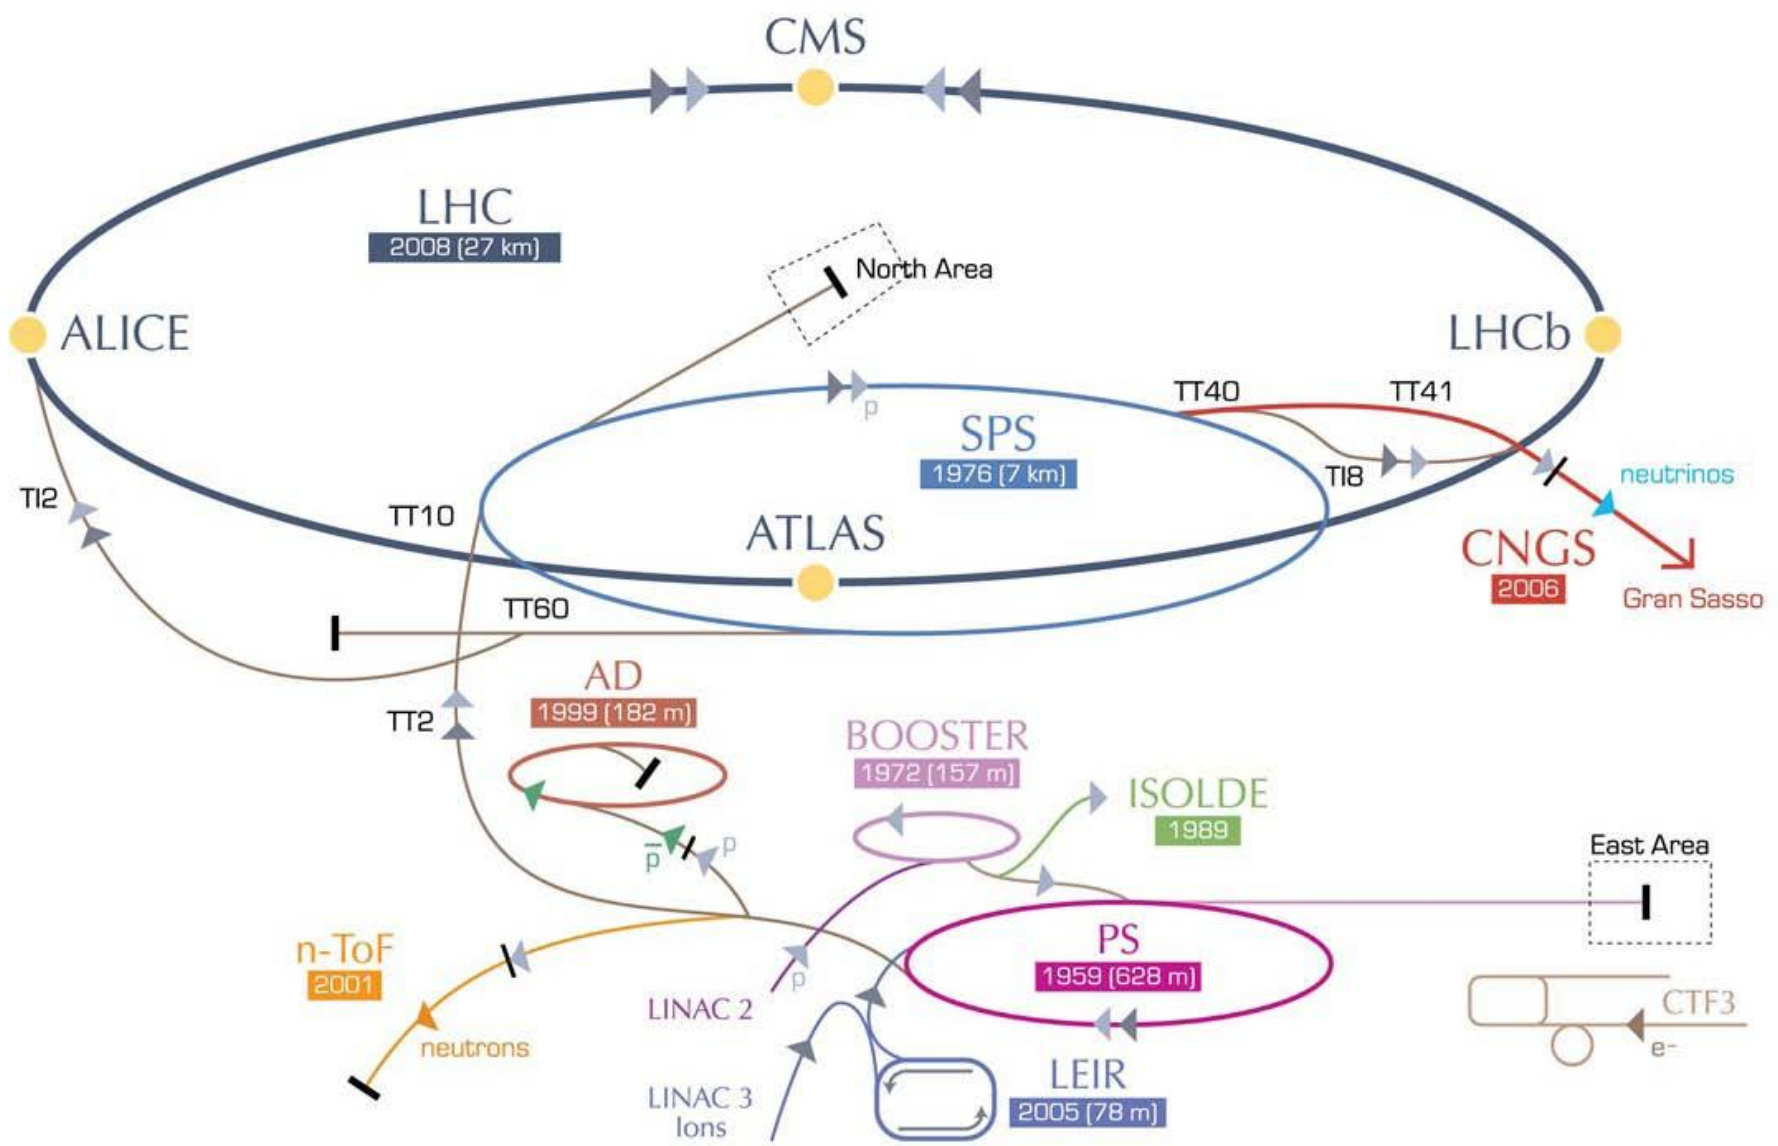 CMS
LHC
2008 (27 km)
North Area
ALICE
LHCb
p
TT40
TT41
SPS
1976 (7 km)
TI8
neutrinos
TI2
TT10
ATLAS
CNGS
2006
Gran Sasso
TT60
AD
1999 (182 m)
TT2
BOOSTER
1972 (157 m)
ISOLDE
1989
p̅
p
East Area
n-ToF
2001
PS
1959 (628 m)
p
LINAC 2
CTF3
neutrons
e-
LINAC 3
Ions
LEIR
2005 (78 m)